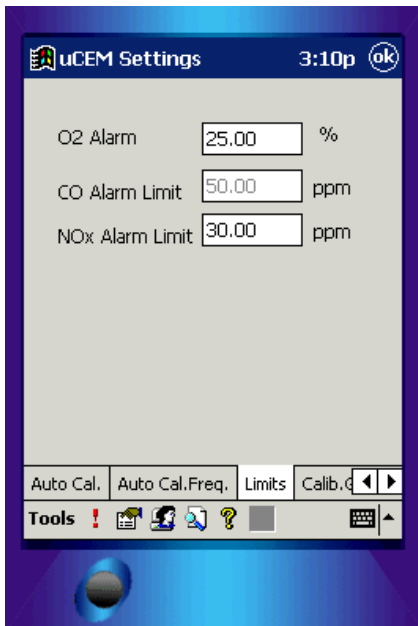 uCEM Settings 3:10p ok
O2 Alarm 25.00 %
CO Alarm Limit 50.00 ppm
NOx Alarm Limit 30.00 ppm
Auto Cal. Auto Cal.Freq. Limits Calib.
Tools